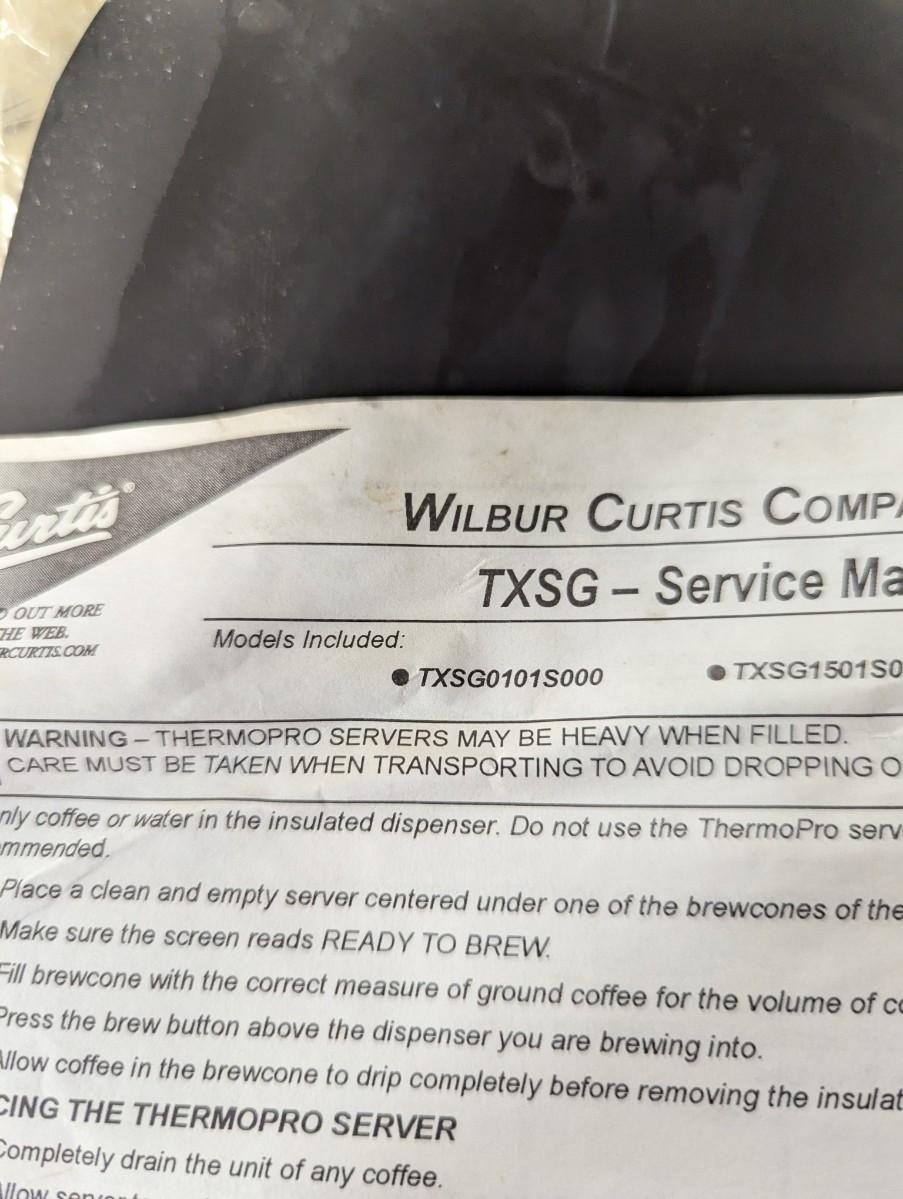 Curtis®
WILBUR CURTIS COMPA
OUT MORE
HE WEB.
RCURTIS.COM
TXSG – Service Ma
Models Included:
● TXSG0101S000 ● TXSG1501S0
WARNING – THERMOPRO SERVERS MAY BE HEAVY WHEN FILLED.
CARE MUST BE TAKEN WHEN TRANSPORTING TO AVOID DROPPING O
nly coffee or water in the insulated dispenser. Do not use the ThermoPro serv
mmended.
Place a clean and empty server centered under one of the brewcones of the
Make sure the screen reads READY TO BREW.
Fill brewcone with the correct measure of ground coffee for the volume of co
Press the brew button above the dispenser you are brewing into.
Allow coffee in the brewcone to drip completely before removing the insulat
CING THE THERMOPRO SERVER
Completely drain the unit of any coffee.
Allow